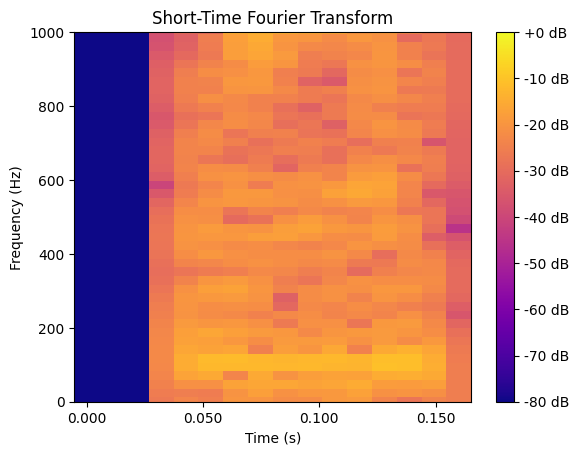 Short-Time Fourier Transform
Frequency (Hz)
1000
800
600
400
200
0
0.000
0.050
0.100
0.150
Time (s)
+0 dB
-10 dB
-20 dB
-30 dB
-40 dB
-50 dB
-60 dB
-70 dB
-80 dB